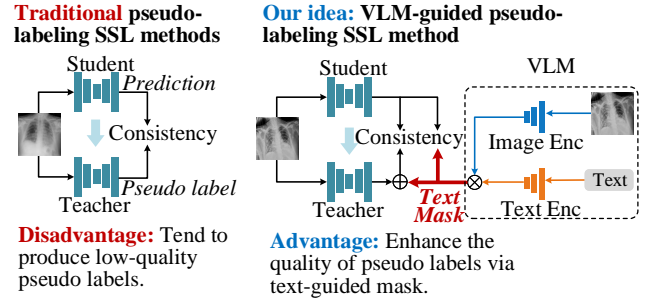 Traditional pseudo-
labeling SSL methods
Student
Prediction
Consistency
Pseudo label
Teacher
Disadvantage: Tend to
produce low-quality
pseudo labels.
Our idea: VLM-guided pseudo-
labeling SSL method
Student
Consistency
Teacher
Text
Mask
VLM
Image Enc
Text
Text Enc
Advantage: Enhance the
quality of pseudo labels via
text-guided mask.